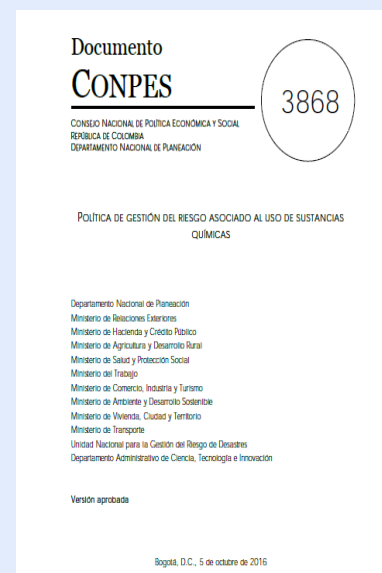 Documento
CONPES
3868
CONSEJO NACIONAL DE POLÍTICA ECONÓMICA Y SOCIAL
REPÚBLICA DE COLOMBIA
DEPARTAMENTO NACIONAL DE PLANEACIÓN
POLÍTICA DE GESTIÓN DEL RIESGO ASOCIADO AL USO DE SUSTANCIAS
QUÍMICAS
Departamento Nacional de Planeación
Ministerio de Relaciones Exteriores
Ministerio de Hacienda y Crédito Público
Ministerio de Agricultura y Desarrollo Rural
Ministerio de Salud y Protección Social
Ministerio del Trabajo
Ministerio de Comercio, Industria y Turismo
Ministerio de Ambiente y Desarrollo Sostenible
Ministerio de Vivienda, Ciudad y Territorio
Ministerio de Transporte
Unidad Nacional para la Gestión del Riesgo de Desastres
Departamento Administrativo de Ciencia, Tecnología e Innovación
Versión aprobada
Bogotá, D.C., 5 de octubre de 2016